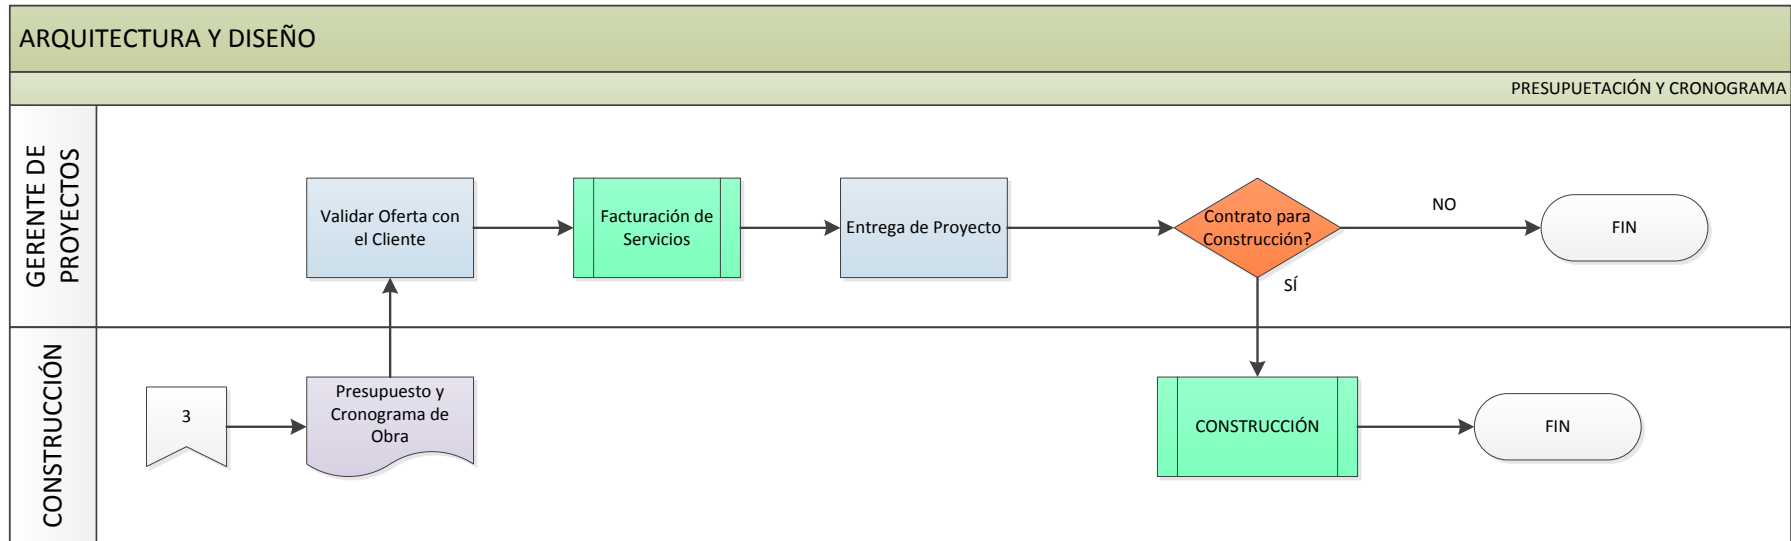 ARQUITECTURA Y DISEÑO
PRESUPUETACIÓN Y CRONOGRAMA
GERENTE DE
PROYECTOS
Validar Oferta con
el Cliente
Facturación de
Servicios
Entrega de Proyecto
Contrato para
Construcción?
NO
FIN
SÍ
CONSTRUCCIÓN
3
Presupuesto y
Cronograma de
Obra
CONSTRUCCIÓN
FIN